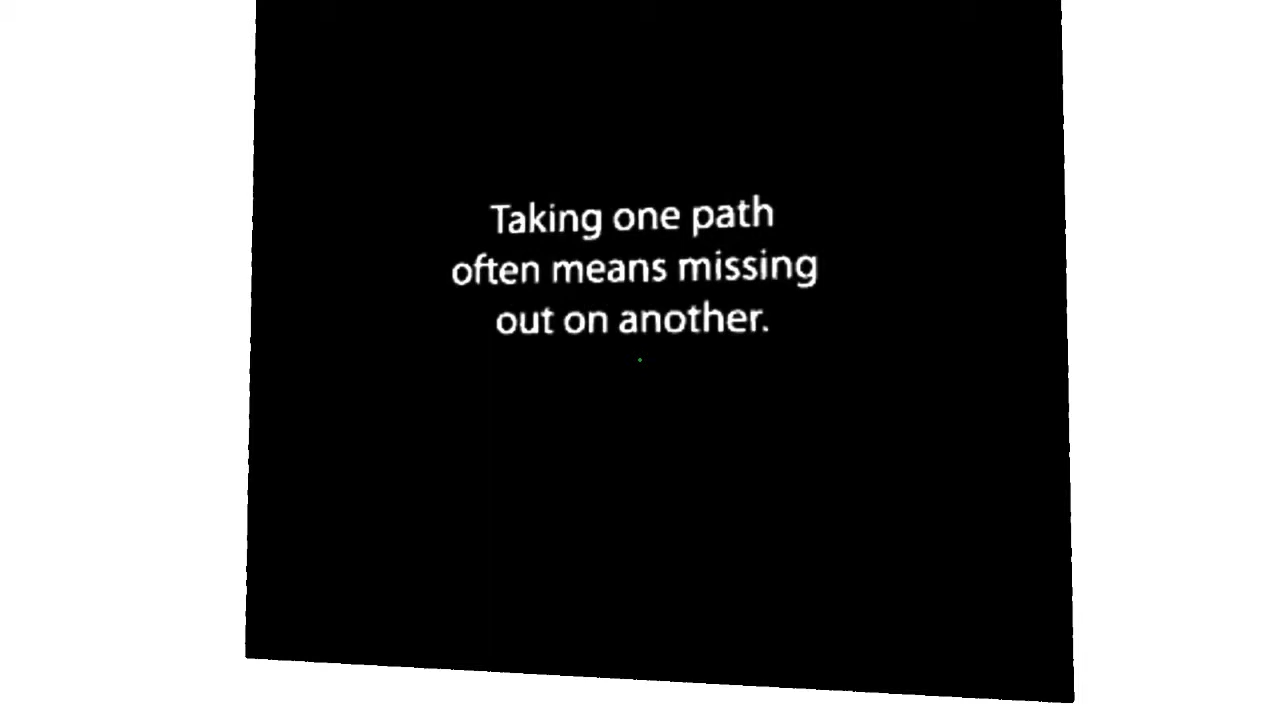 Taking one path
often means missing
out on another.